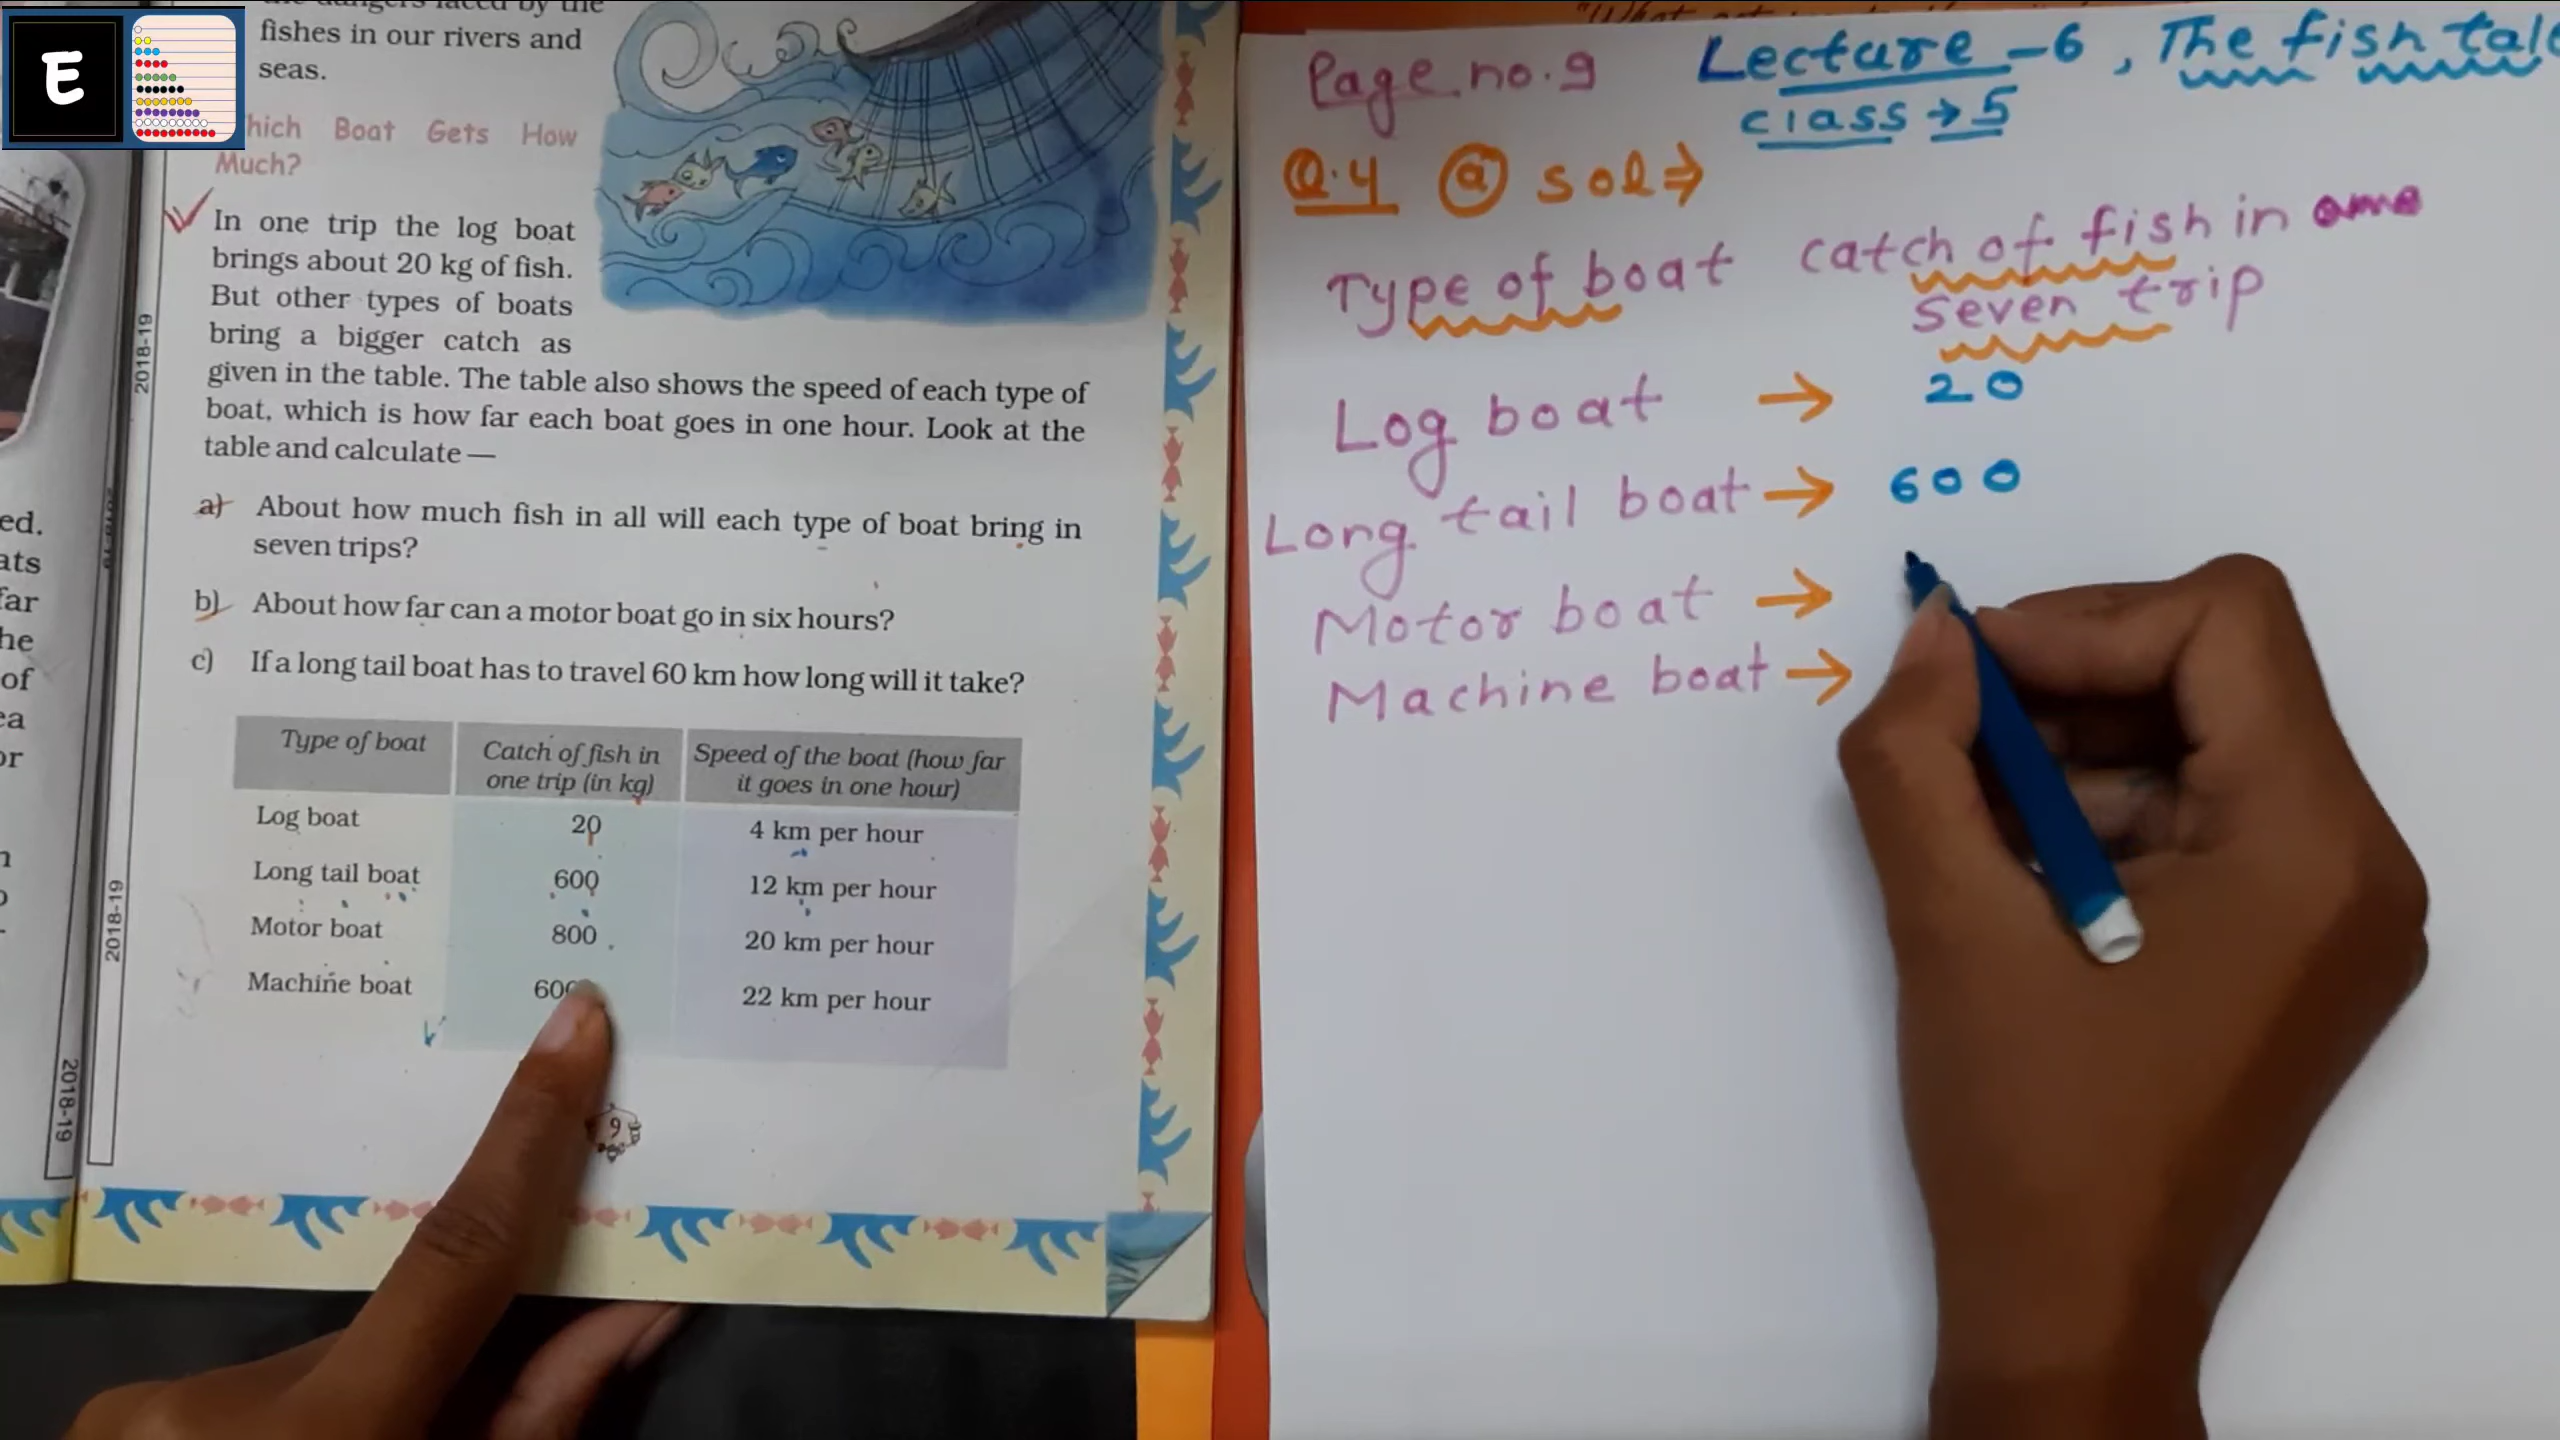 E
fishes in our rivers and
seas.
hich Boat Gets How
Much?
In one trip the log boat
brings about 20 kg of fish.
But other types of boats
bring a bigger catch as
given in the table. The table also shows the speed of each type of
boat, which is how far each boat goes in one hour. Look at the
table and calculate —
a) About how much fish in all will each type of boat bring in
seven trips?
b) About how far can a motor boat go in six hours?
c) If a long tail boat has to travel 60 km how long will it take?
Type of boat Catch of fish in one trip (in kg) Speed of the boat (how far it goes in one hour)
Log boat 20 4 km per hour
Long tail boat 600 12 km per hour
Motor boat 800 20 km per hour
Machine boat 600 22 km per hour
9
2018-19
2018-19
2018-19
ed.
ats
far
he
of
ea
or
Page no. 9
Lecture - 6, The fish tale
class → 5
Q.4 a sol ⇒
Type of boat catch of fish in
seven trip
Log boat → 20
Long tail boat → 600
Motor boat →
Machine boat →